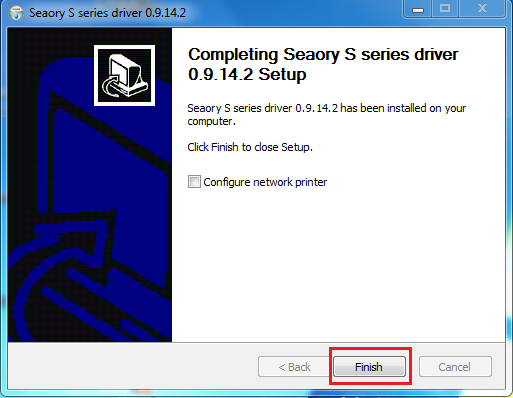 Seaory S series driver 0.9.14.2
Completing Seaory S series driver
0.9.14.2 Setup
Seaory S series driver 0.9.14.2 has been installed on your
computer.
Click Finish to close Setup.
Configure network printer
< Back
Finish
Cancel